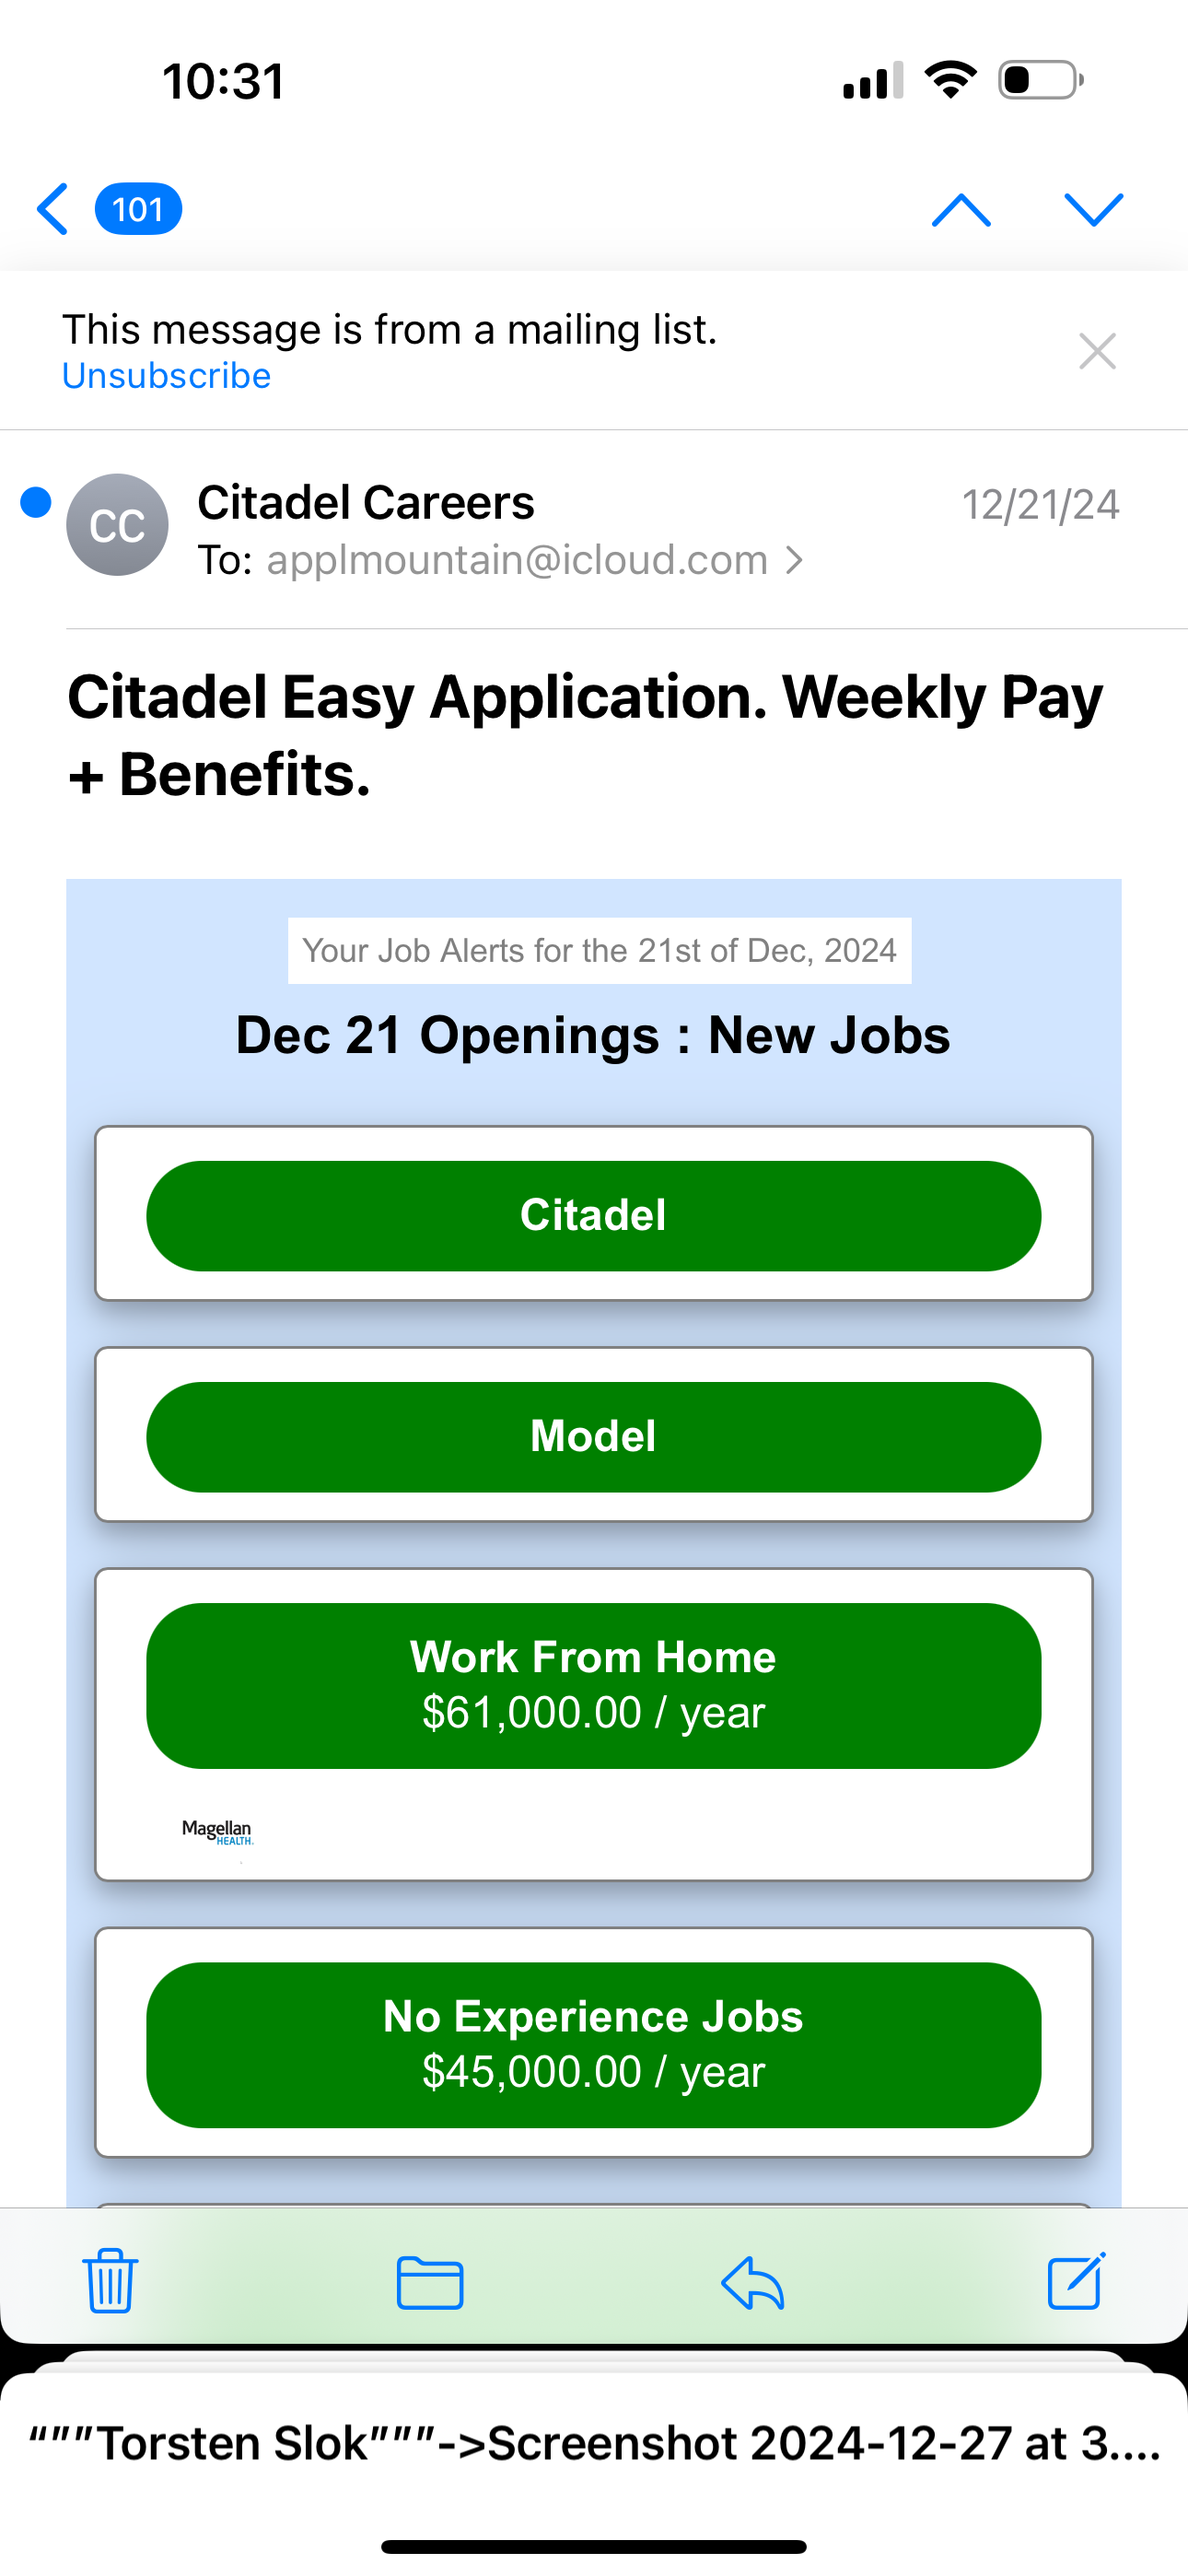 10:31
101
This message is from a mailing list.
Unsubscribe
CC
Citadel Careers
12/21/24
To: applmountain@icloud.com
Citadel Easy Application. Weekly Pay
+ Benefits.
Your Job Alerts for the 21st of Dec, 2024
Dec 21 Openings : New Jobs
Citadel
Model
Work From Home
$61,000.00 / year
Magellan
HEALTH.
No Experience Jobs
$45,000.00 / year
“””Torsten Slok”””->Screenshot 2024-12-27 at 3....